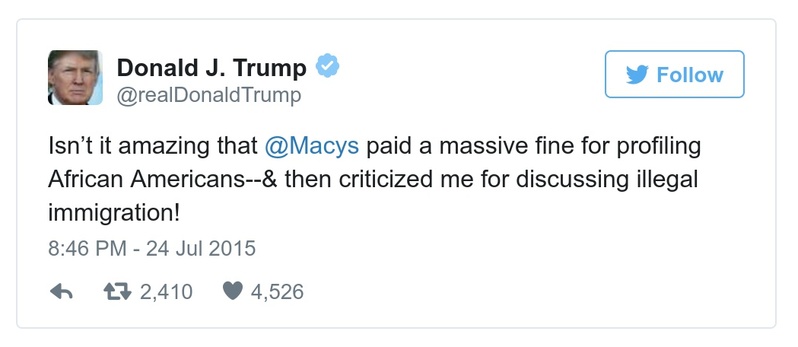 Donald J. Trump
@realDonaldTrump
Follow
Isn’t it amazing that @Macys paid a massive fine for profiling
African Americans--& then criticized me for discussing illegal
immigration!
8:46 PM - 24 Jul 2015
2,410 4,526